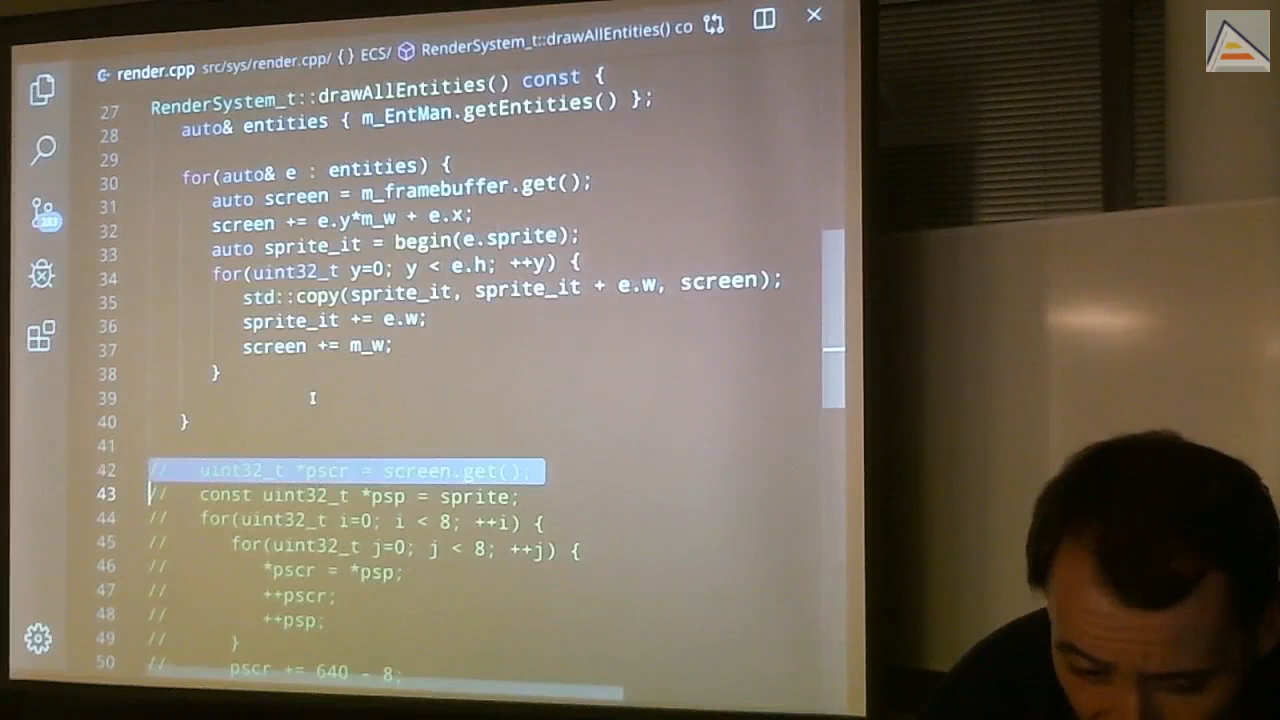 render.cpp src/sys/render.cpp/ {} ECS/ RenderSystem_t::drawAllEntities() co
27 RenderSystem_t::drawAllEntities() const {
28 auto& entities { m_EntMan.getEntities() };
29
30 for(auto& e : entities) {
31 auto screen = m_framebuffer.get();
32 screen += e.y*m_w + e.x;
33 auto sprite_it = begin(e.sprite);
34 for(uint32_t y=0; y < e.h; ++y) {
35 std::copy(sprite_it, sprite_it + e.w, screen);
36 sprite_it += e.w;
37 screen += m_w;
38 }
39
40 }
41
42 // uint32_t *pscr = screen.get();
43 // const uint32_t *psp = sprite;
44 // for(uint32_t i=0; i < 8; ++i) {
45 // for(uint32_t j=0; j < 8; ++j) {
46 // *pscr = *psp;
47 // ++pscr;
48 // ++psp;
49 // }
50 // pscr += 640 - 8;